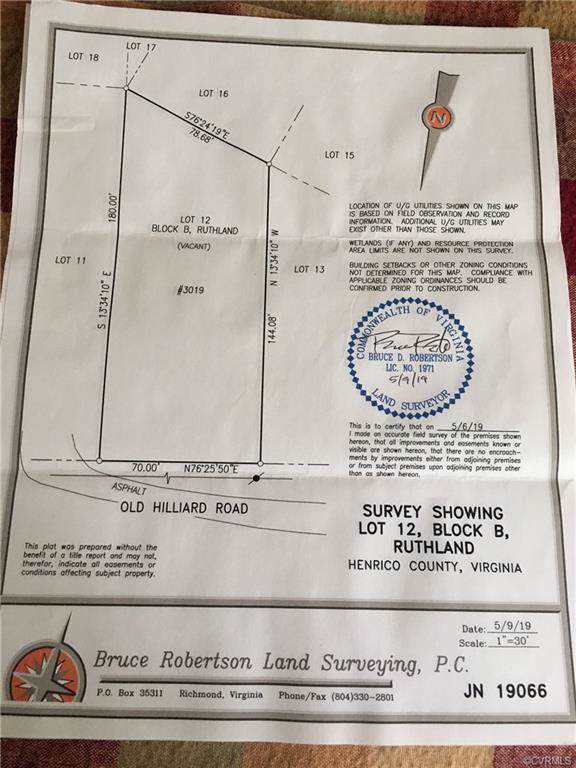 LOT 17
LOT 18
LOT 16
S76°24'19"E
78.68'
LOT 15
180.00'
LOT 12
BLOCK B, RUTHLAND
(VACANT)
LOT 11
S 13°34'10" E
#3019
N 13°34'10" W
144.08'
LOT 13
N
LOCATION OF U/G UTILITIES SHOWN ON THIS MAP
IS BASED ON FIELD OBSERVATION AND RECORD
INFORMATION. ADDITIONAL U/G UTILITIES MAY
EXIST OTHER THAN THOSE SHOWN.
WETLANDS (IF ANY) AND RESOURCE PROTECTION
AREA LIMITS ARE NOT SHOWN ON THIS SURVEY.
BUILDING SETBACKS OR OTHER ZONING CONDITIONS
NOT DETERMINED FOR THIS MAP. COMPLIANCE WITH
APPLICABLE ZONING ORDINANCES SHOULD BE
CONFIRMED PRIOR TO CONSTRUCTION.
COMMONWEALTH OF VIRGINIA
BRUCE D. ROBERTSON
LIC. NO. 1971
5/9/19
LAND SURVEYOR
This is to certify that on 5/6/19
I made an accurate field survey of the premises shown
hereon, that all improvements and easements known or
visible are shown hereon, that there are no encroach-
ments by improvements either from adjoining premises
or from subject premises upon adjoining premises other
than as shown hereon.
70.00' N76°25'50"E
ASPHALT
OLD HILLIARD ROAD
SURVEY SHOWING
LOT 12, BLOCK B,
RUTHLAND
HENRICO COUNTY, VIRGINIA
This plat was prepared without the
benefit of a title report and may not,
therefor, indicate all easements or
conditions affecting subject property.
Date: 5/9/19
Scale: 1"=30'
Bruce Robertson Land Surveying, P.C.
P.O. Box 35311 Richmond, Virginia Phone/Fax (804)330-2801
JN 19066
©CVRMLS